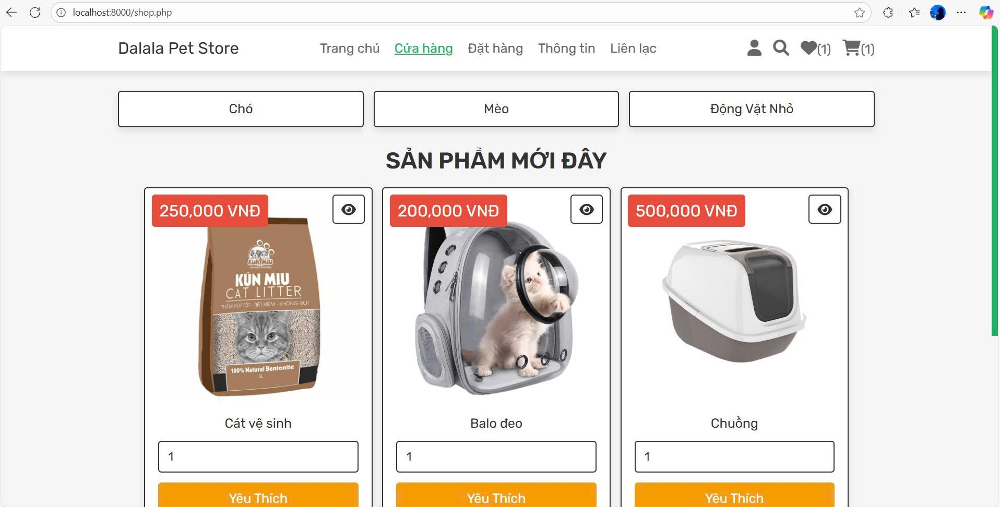 localhost:8000/shop.php
Dalala Pet Store
Trang chủ
Cửa hàng
Đặt hàng
Thông tin
Liên lạc
(1)
(1)
Chó
Mèo
Động Vật Nhỏ
SẢN PHẨM MỚI ĐÂY
250,000 VNĐ
KÚN MIU
KÚN MIU
CAT LITTER
THẤM HÚT TỐT - TIẾT KIỆM - KHÔNG BỤI
100% Natural Bentonite
5L
Cát vệ sinh
1
Yêu Thích
200,000 VNĐ
Balo đeo
1
Yêu Thích
500,000 VNĐ
Chuồng
1
Yêu Thích